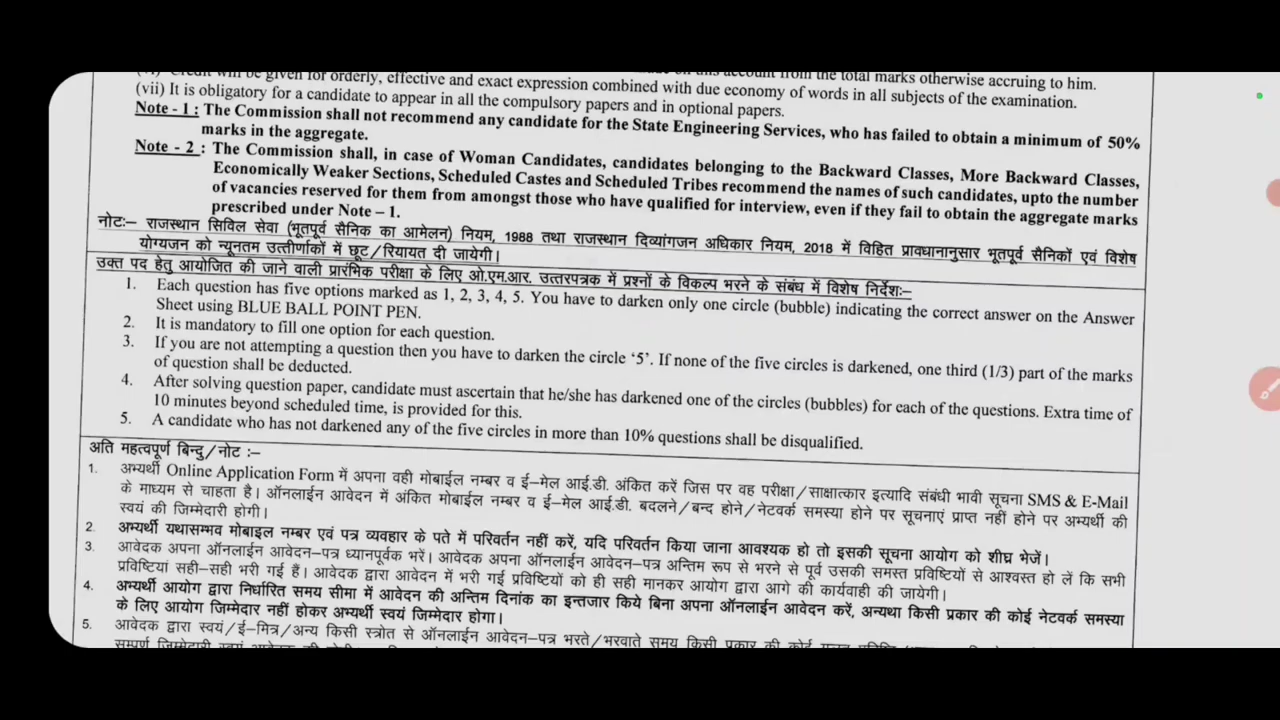 Credit will be given for orderly, effective and exact expression combined with due economy of words in all subjects of the examination.
(vii) It is obligatory for a candidate to appear in all the compulsory papers and in optional papers.
Note - 1 : The Commission shall not recommend any candidate for the State Engineering Services, who has failed to obtain a minimum of 50%
marks in the aggregate.
Note - 2 : The Commission shall, in case of Woman Candidates, candidates belonging to the Backward Classes, More Backward Classes,
Economically Weaker Sections, Scheduled Castes and Scheduled Tribes recommend the names of such candidates, upto the number
of vacancies reserved for them from amongst those who have qualified for interview, even if they fail to obtain the aggregate marks
prescribed under Note – 1.
नोटः– राजस्थान सिविल सेवा (भूतपूर्व सैनिक का आमेलन) नियम, 1988 तथा राजस्थान दिव्यांगजन अधिकार नियम, 2018 में विहित प्रावधानानुसार भूतपूर्व सैनिकों एवं विशेष
योग्यजन को न्यूनतम उत्तीर्णाकों में छूट/रियायत दी जायेगी।
उक्त पद हेतु आयोजित की जाने वाली प्रारंभिक परीक्षा के लिए ओ.एम.आर. उत्तरपत्रक में प्रश्नों के विकल्प भरने के संबंध में विशेष निर्देशः–
1. Each question has five options marked as 1, 2, 3, 4, 5. You have to darken only one circle (bubble) indicating the correct answer on the Answer
Sheet using BLUE BALL POINT PEN.
2. It is mandatory to fill one option for each question.
3. If you are not attempting a question then you have to darken the circle ‘5’. If none of the five circles is darkened, one third (1/3) part of the marks
of question shall be deducted.
4. After solving question paper, candidate must ascertain that he/she has darkened one of the circles (bubbles) for each of the questions. Extra time of
10 minutes beyond scheduled time, is provided for this.
5. A candidate who has not darkened any of the five circles in more than 10% questions shall be disqualified.
अति महत्वपूर्ण बिन्दु/नोट :–
1. अभ्यर्थी Online Application Form में अपना वही मोबाईल नम्बर व ई–मेल आई.डी. अंकित करें जिस पर वह परीक्षा/साक्षात्कार इत्यादि संबंधी भावी सूचना SMS & E-Mail
के माध्यम से चाहता है। ऑनलाईन आवेदन में अंकित मोबाईल नम्बर व ई–मेल आई.डी. बदलने/बन्द होने/नेटवर्क समस्या होने पर सूचनाएं प्राप्त नहीं होने पर अभ्यर्थी की
स्वयं की जिम्मेदारी होगी।
2. अभ्यर्थी यथासम्भव मोबाइल नम्बर एवं पत्र व्यवहार के पते में परिवर्तन नहीं करें, यदि परिवर्तन किया जाना आवश्यक हो तो इसकी सूचना आयोग को शीघ्र भेजें।
3. आवेदक अपना ऑनलाईन आवेदन–पत्र ध्यानपूर्वक भरें। आवेदक अपना ऑनलाईन आवेदन–पत्र अन्तिम रूप से भरने से पूर्व उसकी समस्त प्रविष्टियों से आश्वस्त हो लें कि सभी
प्रविष्टियां सही–सही भरी गई हैं। आवेदक द्वारा आवेदन में भरी गई प्रविष्टियों को ही सही मानकर आयोग द्वारा आगे की कार्यवाही की जायेगी।
4. अभ्यर्थी आयोग द्वारा निर्धारित समय सीमा में आवेदन की अन्तिम दिनांक का इन्तजार किये बिना अपना ऑनलाईन आवेदन करें, अन्यथा किसी प्रकार की कोई नेटवर्क समस्या
के लिए आयोग जिम्मेदार नहीं होकर अभ्यर्थी स्वयं जिम्मेदार होगा।
5. आवेदक द्वारा स्वयं/ई–मित्र/अन्य किसी स्त्रोत से ऑनलाईन आवेदन–पत्र भरते/भरवाते समय किसी प्रकार की कोई